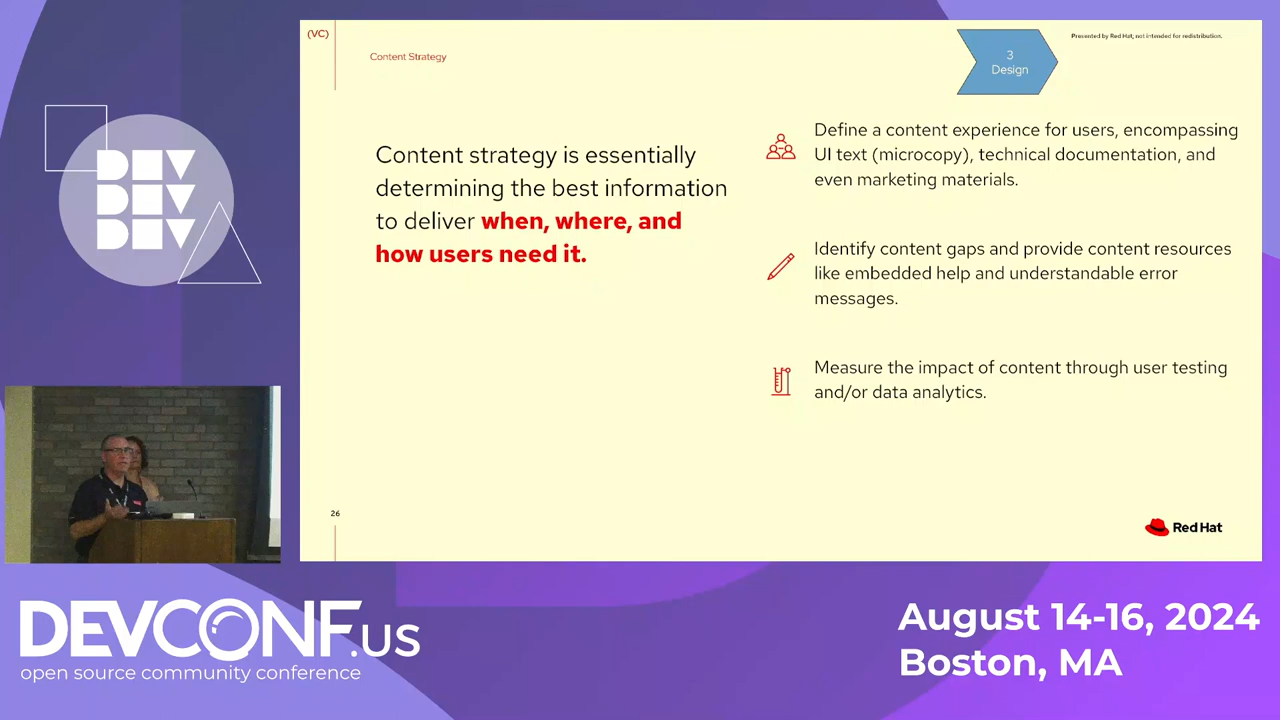 (VC)
Content Strategy
3
Design
Presented by Red Hat, not intended for redistribution.
Content strategy is essentially
determining the best information
to deliver when, where, and
how users need it.
Define a content experience for users, encompassing
UI text (microcopy), technical documentation, and
even marketing materials.
Identify content gaps and provide content resources
like embedded help and understandable error
messages.
Measure the impact of content through user testing
and/or data analytics.
26
Red Hat
DEV
DEV
DEV
DEVCONF.us
open source community conference
August 14-16, 2024
Boston, MA